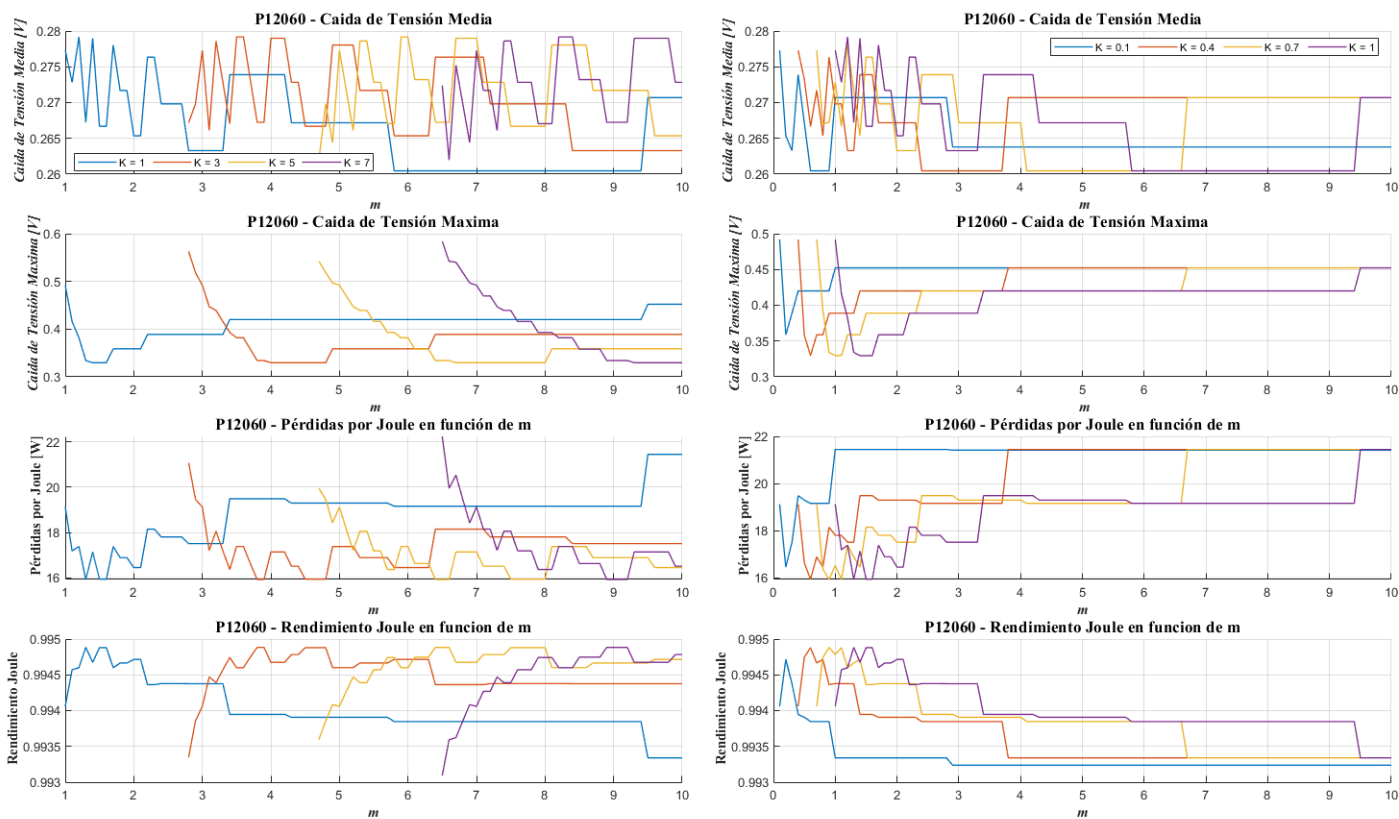 P12060 - Caida de Tensión Media
Caida de Tensión Media [V]
0.28
0.275
0.27
0.265
0.26
K = 1 K = 3 K = 5 K = 7
1 2 3 4 5 6 7 8 9 10
m
P12060 - Caida de Tensión Media
Caida de Tensión Media [V]
0.28
0.275
0.27
0.265
0.26
K = 0.1 K = 0.4 K = 0.7 K = 1
0 1 2 3 4 5 6 7 8 9 10
m
P12060 - Caida de Tensión Maxima
Caida de Tensión Maxima [V]
0.6
0.5
0.4
0.3
1 2 3 4 5 6 7 8 9 10
m
P12060 - Caida de Tensión Maxima
Caida de Tensión Maxima [V]
0.5
0.45
0.4
0.35
0.3
0 1 2 3 4 5 6 7 8 9 10
m
P12060 - Pérdidas por Joule en función de m
Pérdidas por Joule [W]
22
20
18
16
1 2 3 4 5 6 7 8 9 10
m
P12060 - Pérdidas por Joule en función de m
Pérdidas por Joule [W]
22
20
18
16
0 1 2 3 4 5 6 7 8 9 10
m
P12060 - Rendimiento Joule en funcion de m
Rendimiento Joule
0.995
0.9945
0.994
0.9935
0.993
1 2 3 4 5 6 7 8 9 10
m
P12060 - Rendimiento Joule en funcion de m
Rendimiento Joule
0.995
0.9945
0.994
0.9935
0.993
0 1 2 3 4 5 6 7 8 9 10
m